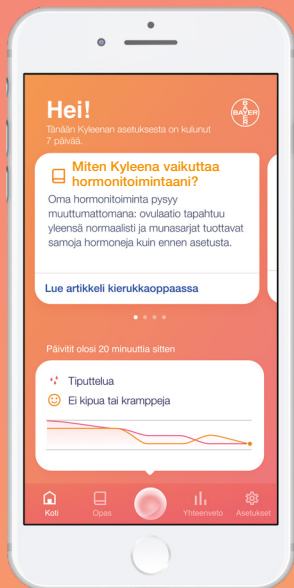 Hei!
Tänään Kyleenan asetuksesta on kulunut
7 päivää.
BAYER
BAYER
Miten Kyleena vaikuttaa
hormonitoimintaani?
Oma hormonitoiminta pysyy
muuttumattomana: ovulaatio tapahtuu
yleensä normaalisti ja munasarjat tuottavat
samoja hormoneja kuin ennen asetusta.
Lue artikkeli kierukkaoppaassa
Päivitit olosi 20 minuuttia sitten
Tiputtelua
Ei kipua tai kramppeja
Koti
Opas
Yhteenveto
Asetukset